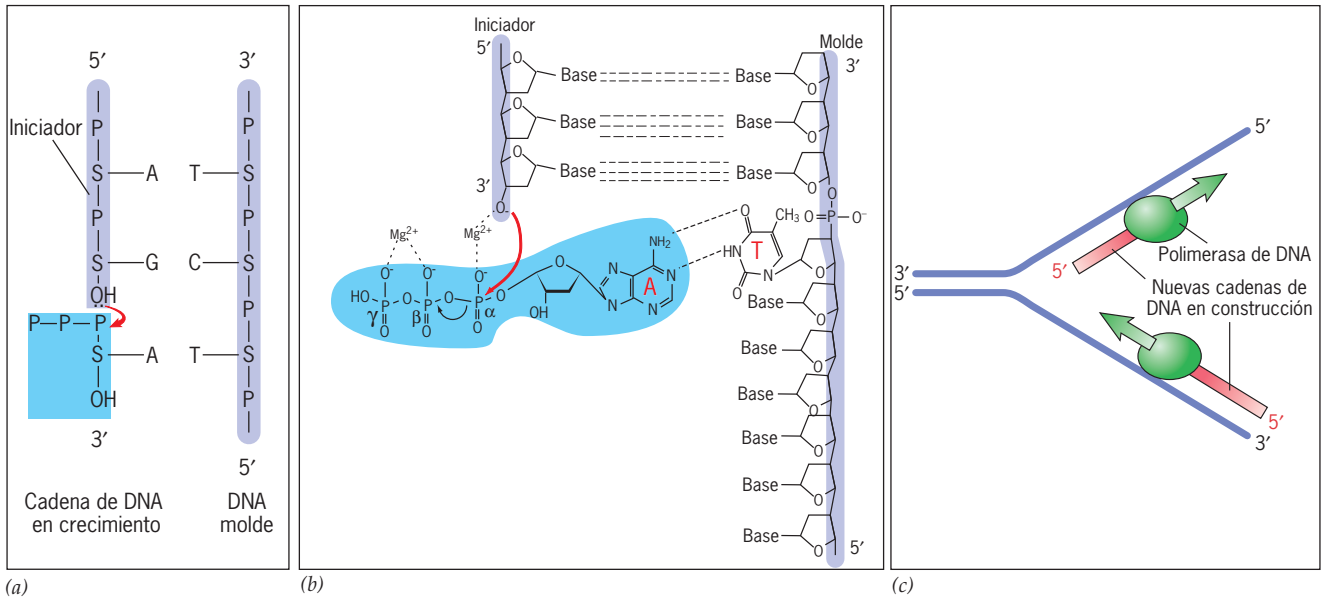 5′
3′
Iniciador
P
P
S—A
T—S
P
P
S—G
C—S
OH
P
P—P—P
S—A
T—S
OH
P
3′
5′
Cadena de DNA
en crecimiento
DNA
molde
(a)
Iniciador
5′
Molde
3′
O
Base
Base
O
O
Base
Base
O
O
Base
Base
O
3′
O
O
O=P—O⁻
O
CH₃
Mg²⁺
Mg²⁺
NH₂
HN
T
O⁻
O⁻
O⁻
O
N
N
N
O
O
HO—P—O—P—O—P—O
N
N
A
N
O
γ
β
α
O
O
O
OH
Base
O
Base
O
Base
O
Base
O
Base
O
Base
O
5′
(b)
5′
Polimerasa de DNA
5′
3′
5′
Nuevas cadenas de
DNA en construcción
5′
3′
(c)